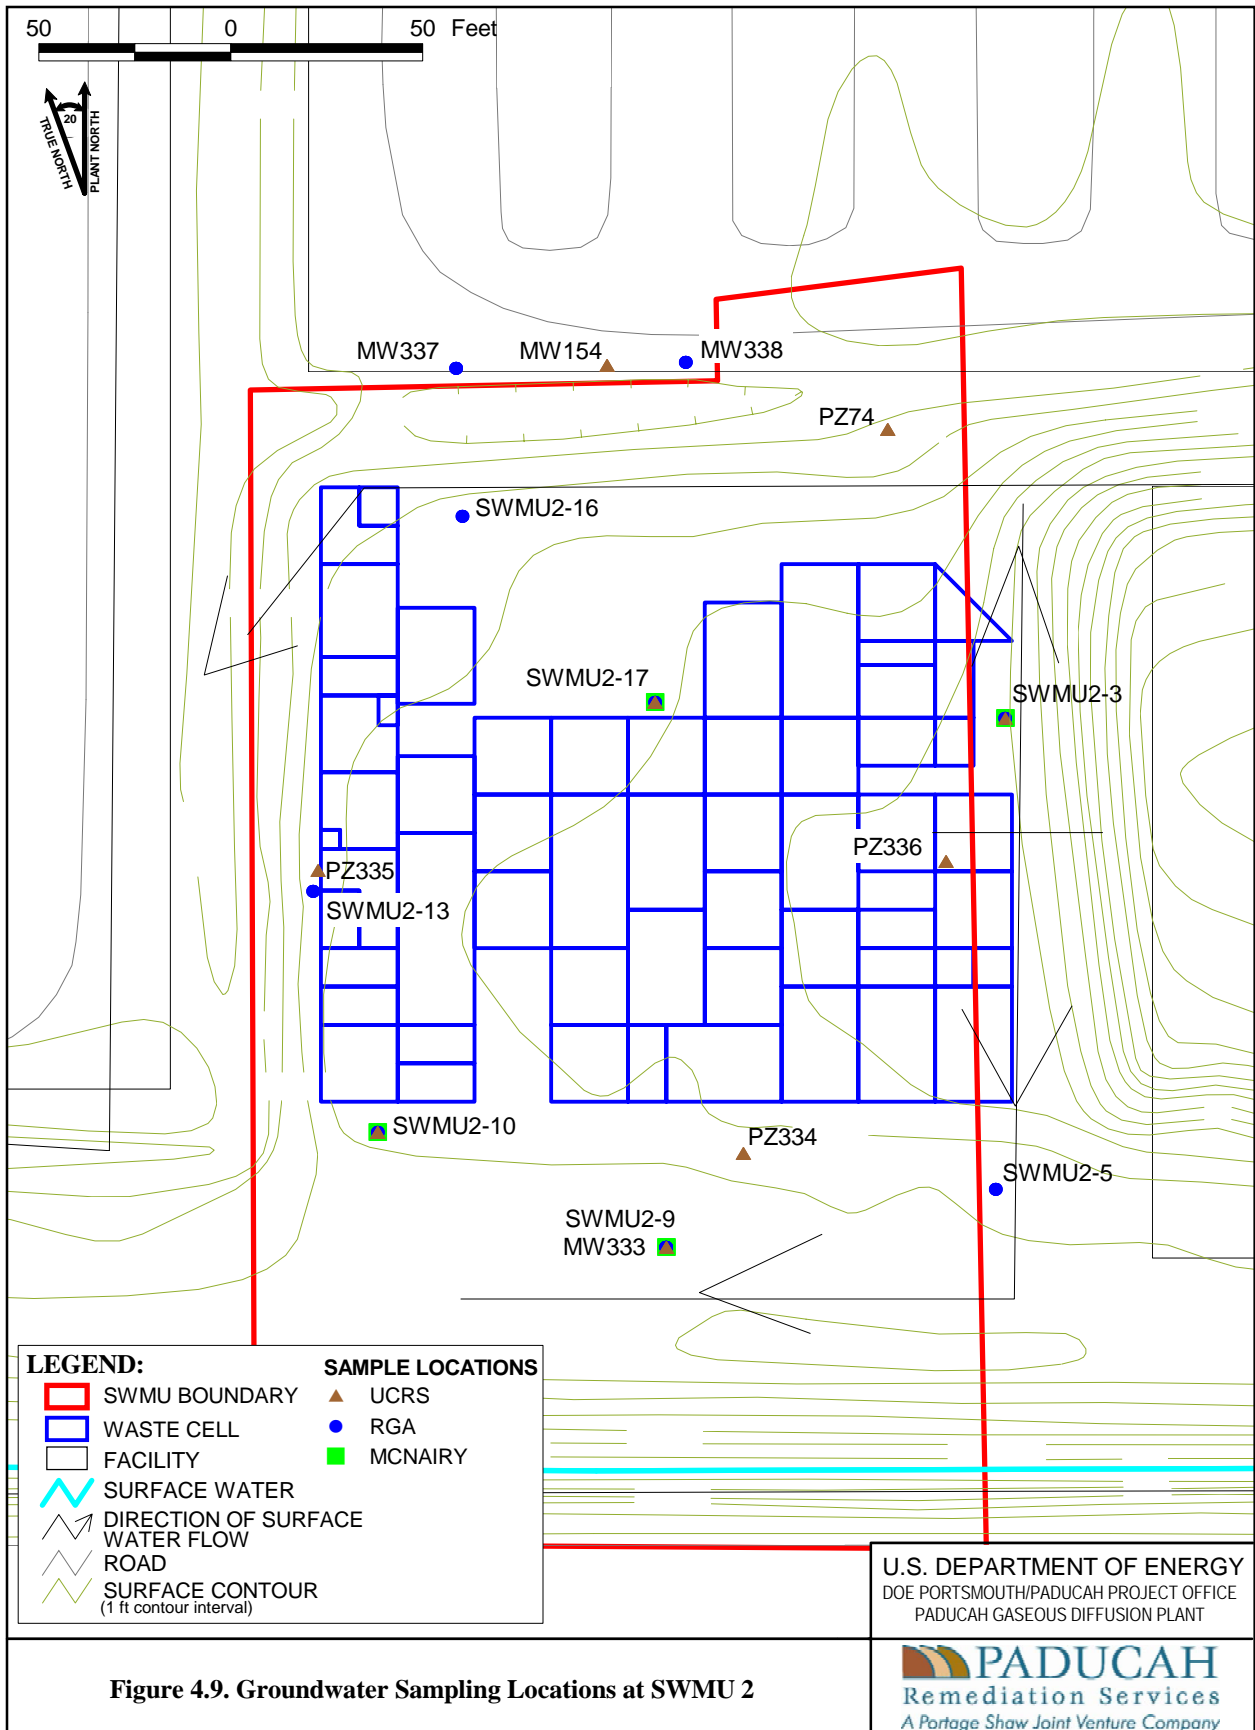 50 0 50 Feet
20
TRUE NORTH
PLANT NORTH
MW337
MW154
MW338
PZ74
SWMU2-16
SWMU2-17
SWMU2-3
PZ336
PZ335
SWMU2-13
SWMU2-10
PZ334
SWMU2-5
SWMU2-9
MW333
LEGEND:
SWMU BOUNDARY
WASTE CELL
FACILITY
SURFACE WATER
DIRECTION OF SURFACE
WATER FLOW
ROAD
SURFACE CONTOUR
(1 ft contour interval)
SAMPLE LOCATIONS
UCRS
RGA
MCNAIRY
U.S. DEPARTMENT OF ENERGY
DOE PORTSMOUTH/PADUCAH PROJECT OFFICE
PADUCAH GASEOUS DIFFUSION PLANT
Figure 4.9. Groundwater Sampling Locations at SWMU 2
PADUCAH
Remediation Services
A Portage Shaw Joint Venture Company